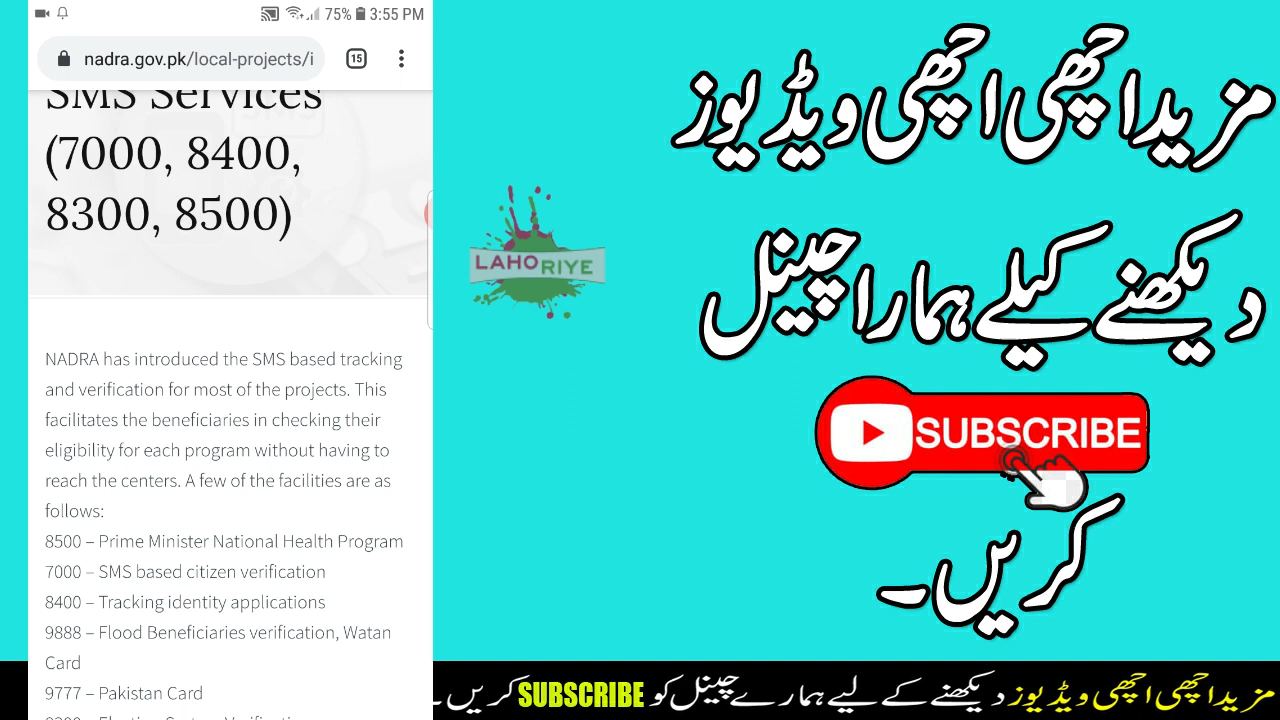 75% 3:55 PM
nadra.gov.pk/local-projects/i
15
SMS Services
(7000, 8400,
8300, 8500)
NADRA has introduced the SMS based tracking
and verification for most of the projects. This
facilitates the beneficiaries in checking their
eligibility for each program without having to
reach the centers. A few of the facilities are as
follows:
8500 – Prime Minister National Health Program
7000 – SMS based citizen verification
8400 – Tracking identity applications
9888 – Flood Beneficiaries verification, Watan
Card
9777 – Pakistan Card
LAHORIYE
مزید اچھی اچھی ویڈیوز
دیکھنے کیلے ہمارا چینل
SUBSCRIBE
کریں۔
مزید اچھی اچھی ویڈیوز دیکھنے کے لیے ہمارے چینل کو SUBSCRIBE کریں۔